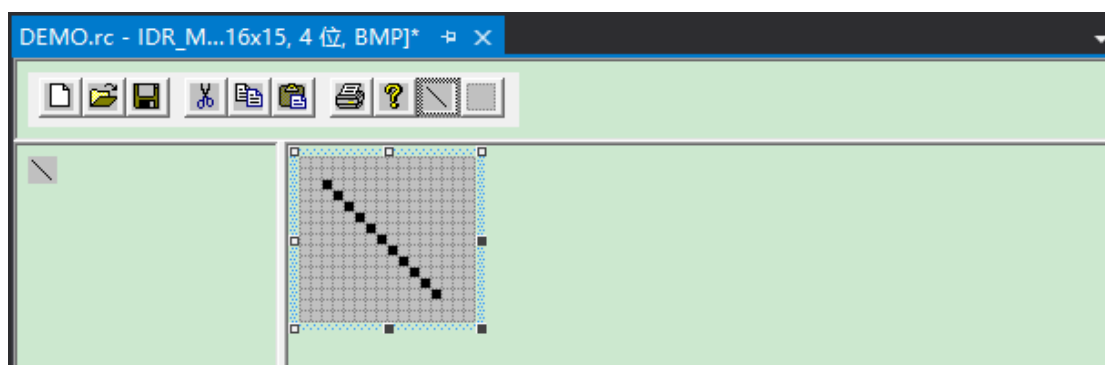 DEMO.rc - IDR_M...16x15, 4 位, BMP]*